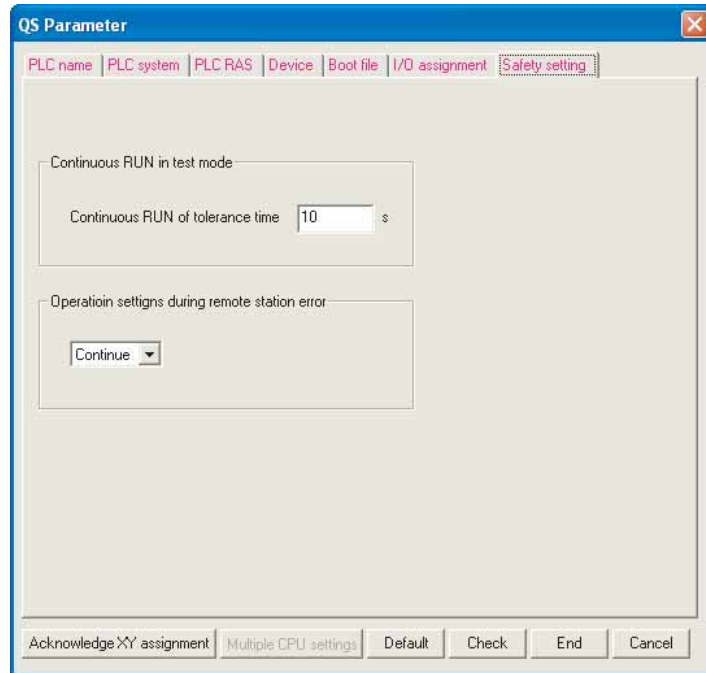 QS Parameter
PLC name PLC system PLC RAS Device Boot file I/O assignment Safety setting
Continuous RUN in test mode
Continuous RUN of tolerance time 10 s
Operatioin settigns during remote station error
Continue
Acknowledge XY assignment Multiple CPU settings Default Check End Cancel